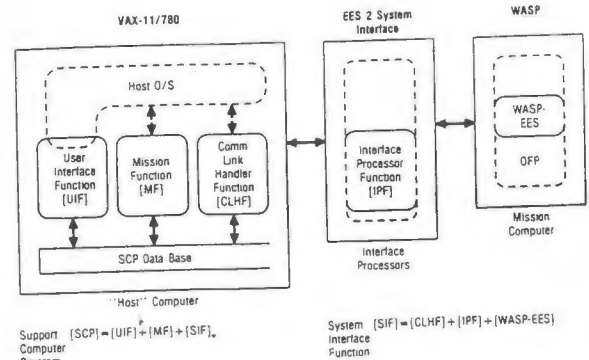 VAX-11/780
EES 2 System
Interface
WASP
Host O/S
User
Interface
Function
[UIF]
Mission
Function
[MF]
Comm
Link
Handler
Function
[CLHF]
SCP Data Base
"Host" Computer
Interface
Processor
Function
[IPF]
Interface
Processors
WASP-
EES
OFP
Mission
Computer
Support [SCP]=[UIF]+[MF]+[SIF].
Computer
System [SIF]=[CLHF]+[IPF]+[WASP-EES]
Interface
Function